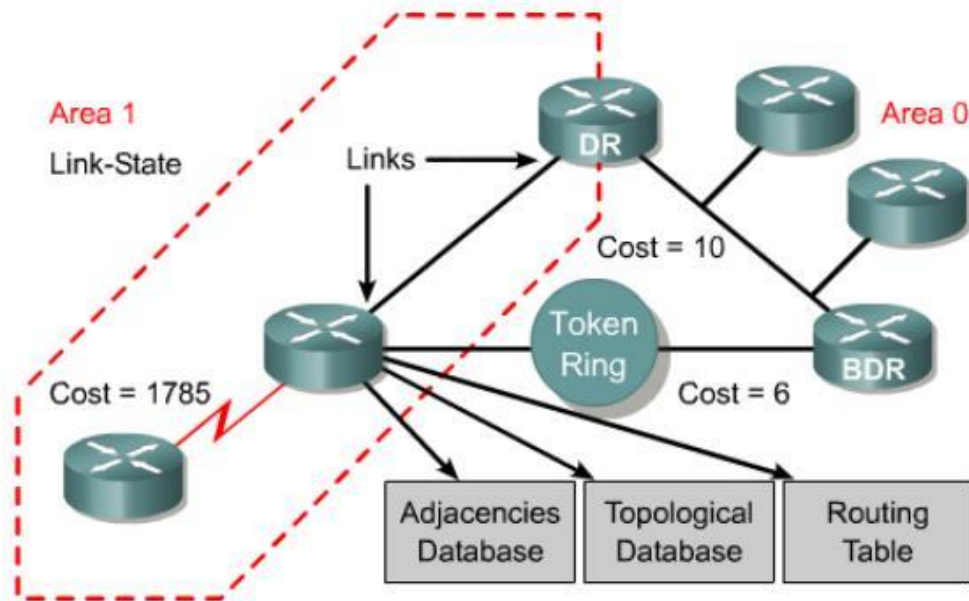 Area 1
Link-State
Links
DR
Area 0
Cost = 10
Token
Ring
Cost = 1785
Cost = 6
BDR
Adjacencies
Database
Topological
Database
Routing
Table